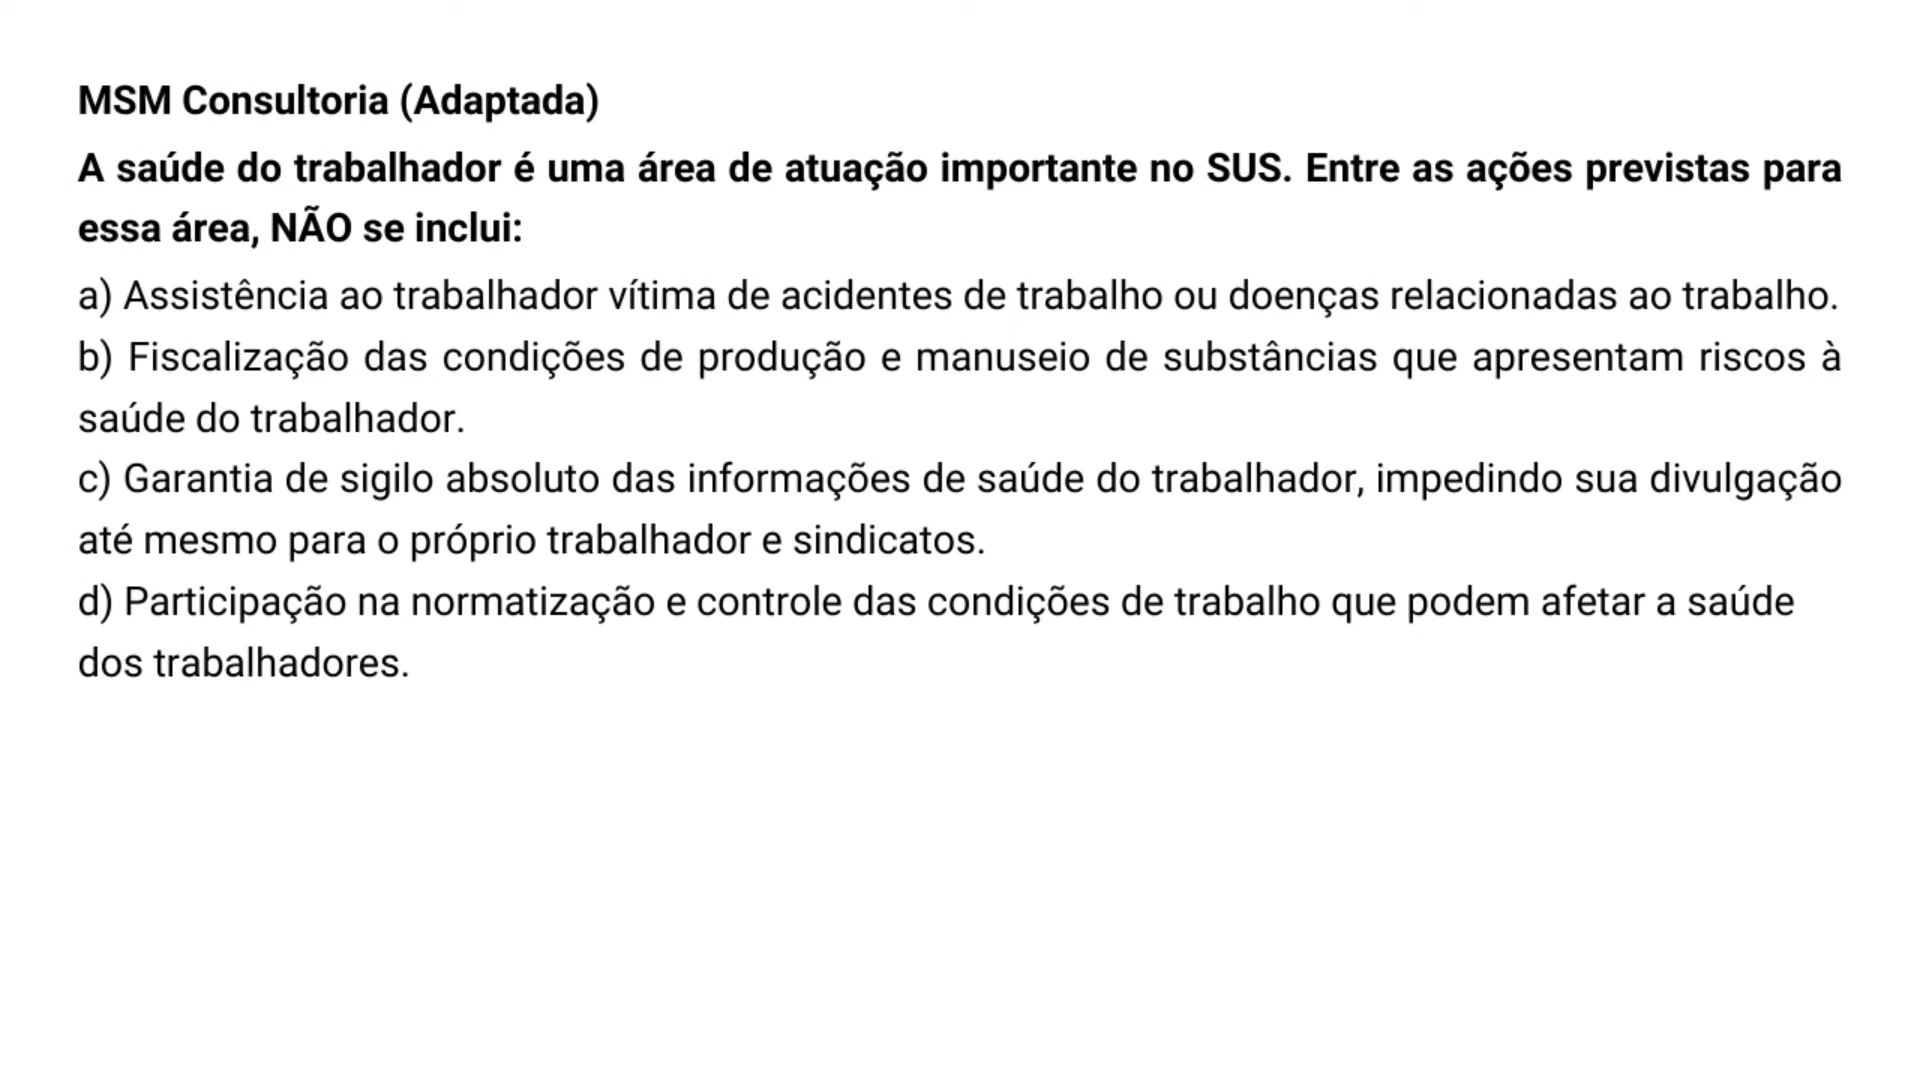 MSM Consultoria (Adaptada)
A saúde do trabalhador é uma área de atuação importante no SUS. Entre as ações previstas para
essa área, NÃO se inclui:
a) Assistência ao trabalhador vítima de acidentes de trabalho ou doenças relacionadas ao trabalho.
b) Fiscalização das condições de produção e manuseio de substâncias que apresentam riscos à
saúde do trabalhador.
c) Garantia de sigilo absoluto das informações de saúde do trabalhador, impedindo sua divulgação
até mesmo para o próprio trabalhador e sindicatos.
d) Participação na normatização e controle das condições de trabalho que podem afetar a saúde
dos trabalhadores.